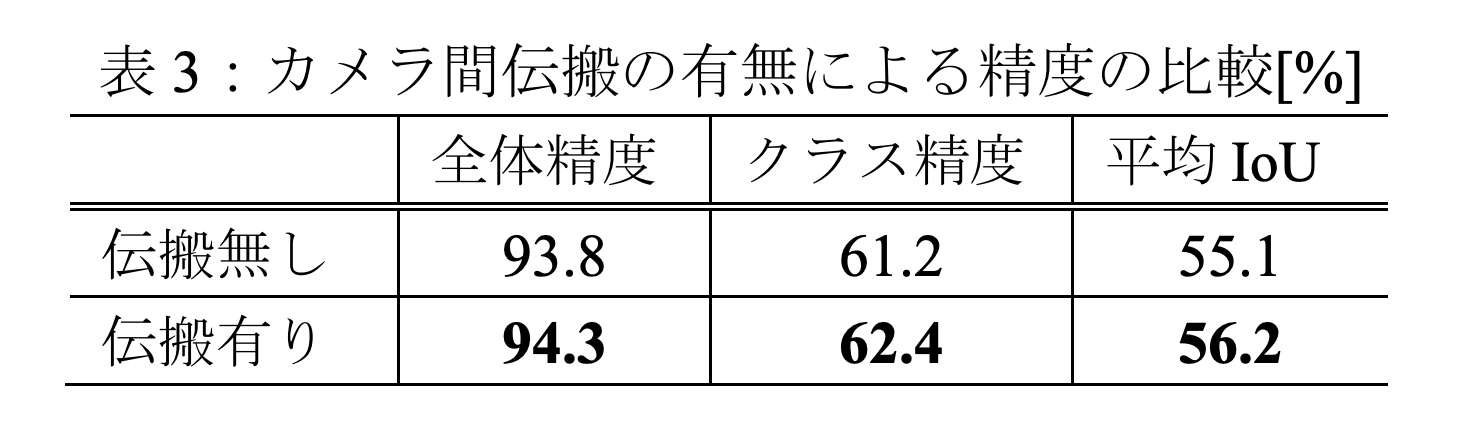 表 3：カメラ間伝搬の有無による精度の比較[%]
全体精度 クラス精度 平均 IoU
伝搬無し 93.8 61.2 55.1
伝搬有り 94.3 62.4 56.2